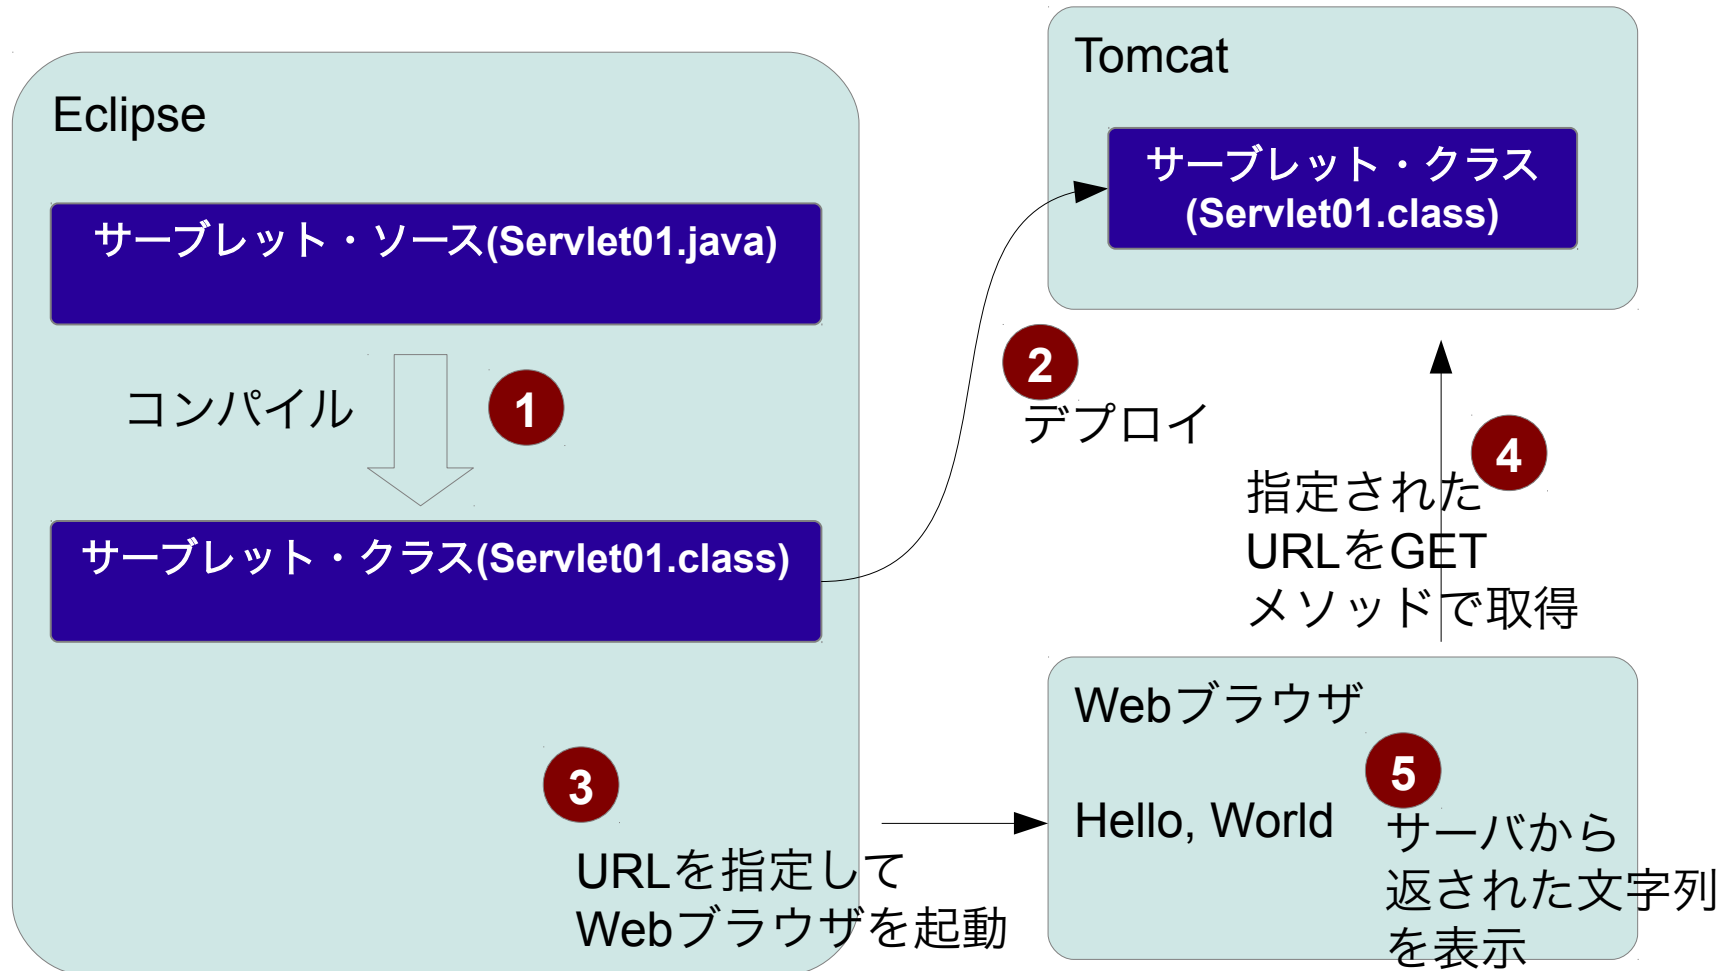 Eclipse
サーブレット・ソース(Servlet01.java)
コンパイル
1
サーブレット・クラス(Servlet01.class)
2
デプロイ
Tomcat
サーブレット・クラス
(Servlet01.class)
3
URLを指定して
Webブラウザを起動
4
指定された
URLをGET
メソッドで取得
Webブラウザ
Hello, World
5
サーバから
返された文字列
を表示